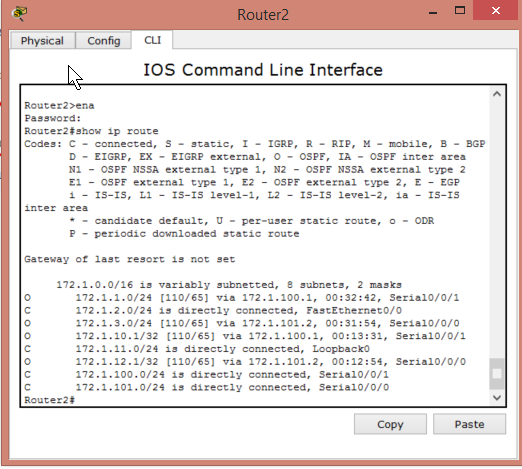 Router2
Physical
Config
CLI
IOS Command Line Interface
Router2>ena
Password:
Router2#show ip route
Codes: C - connected, S - static, I - IGRP, R - RIP, M - mobile, B - BGP
D - EIGRP, EX - EIGRP external, O - OSPF, IA - OSPF inter area
N1 - OSPF NSSA external type 1, N2 - OSPF NSSA external type 2
E1 - OSPF external type 1, E2 - OSPF external type 2, E - EGP
i - IS-IS, L1 - IS-IS level-1, L2 - IS-IS level-2, ia - IS-IS
inter area
* - candidate default, U - per-user static route, o - ODR
P - periodic downloaded static route
Gateway of last resort is not set
172.1.0.0/16 is variably subnetted, 8 subnets, 2 masks
O 172.1.1.0/24 [110/65] via 172.1.100.1, 00:32:42, Serial0/0/1
C 172.1.2.0/24 is directly connected, FastEthernet0/0
O 172.1.3.0/24 [110/65] via 172.1.101.2, 00:31:54, Serial0/0/0
O 172.1.10.1/32 [110/65] via 172.1.100.1, 00:13:31, Serial0/0/1
C 172.1.11.0/24 is directly connected, Loopback0
O 172.1.12.1/32 [110/65] via 172.1.101.2, 00:12:54, Serial0/0/0
C 172.1.100.0/24 is directly connected, Serial0/0/1
C 172.1.101.0/24 is directly connected, Serial0/0/0
Router2#
Copy
Paste